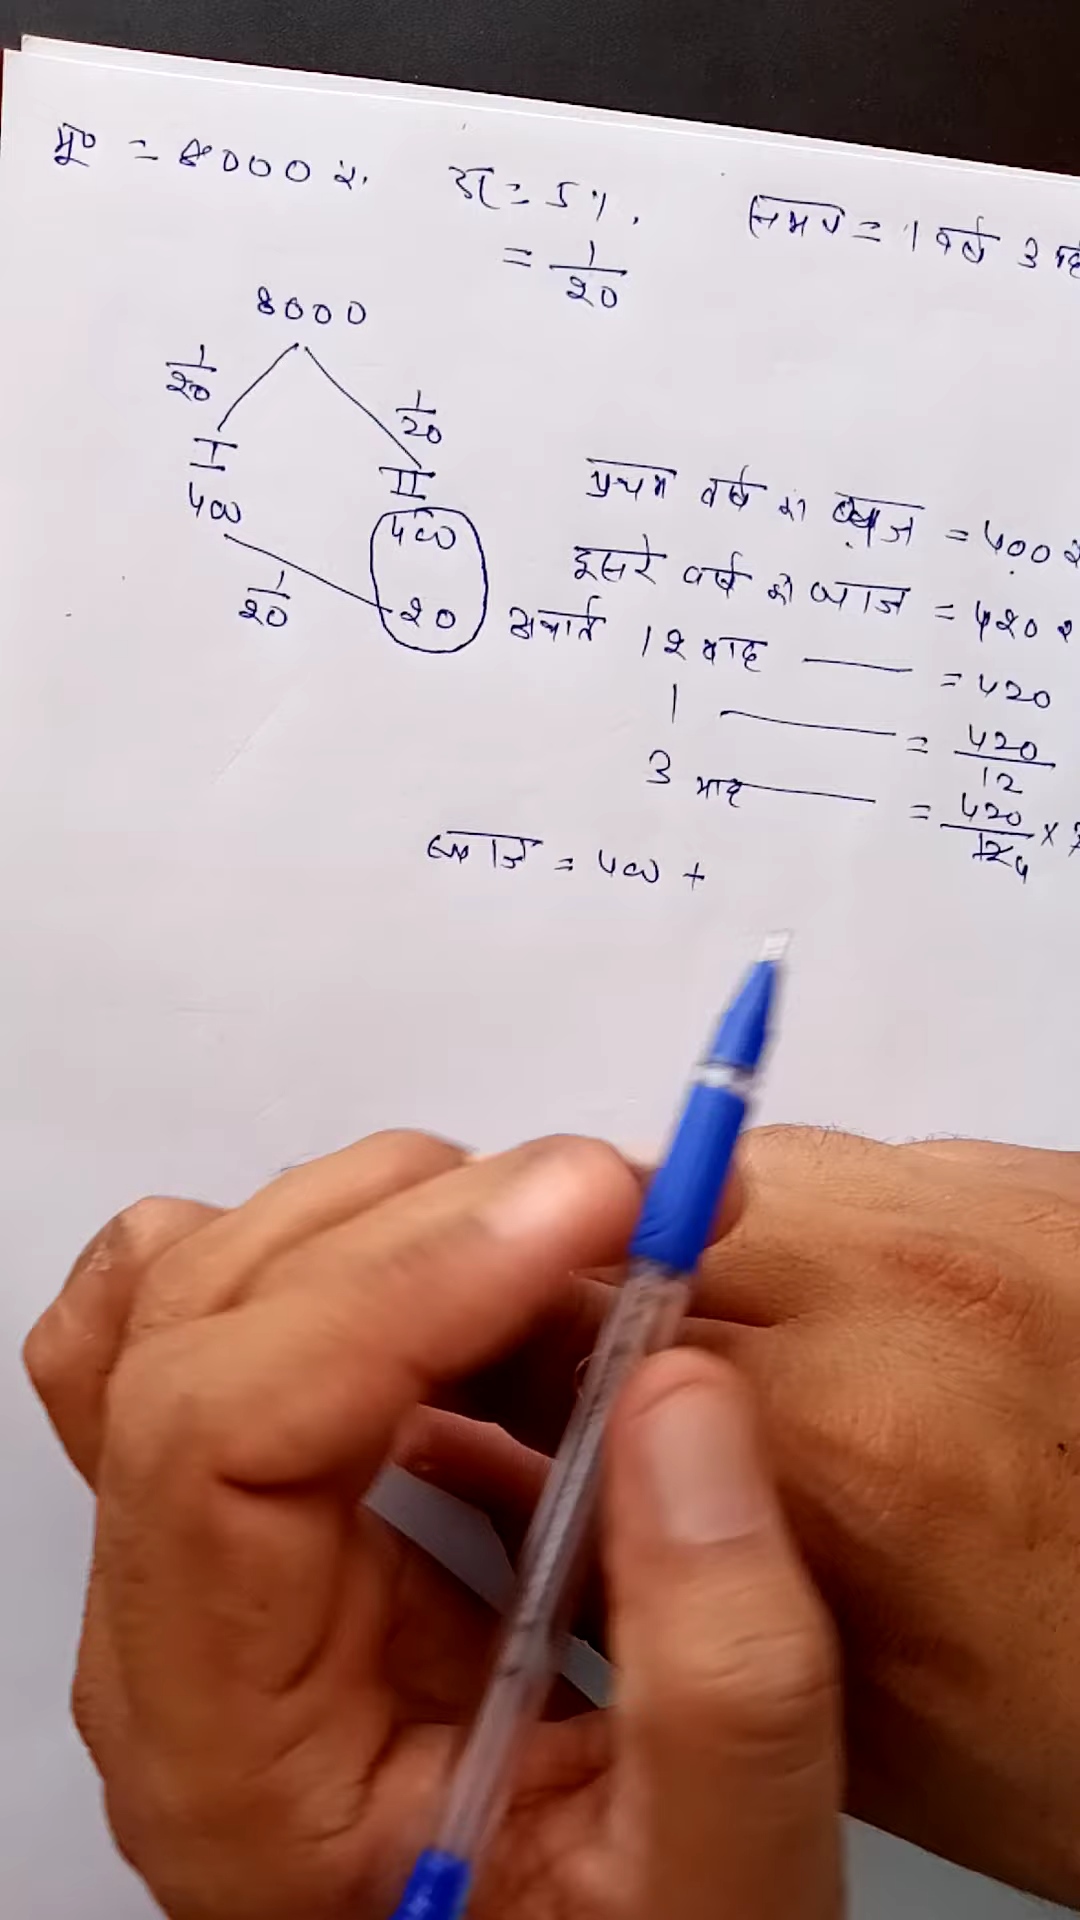 मू० = 8000 रु. दर = 5%. समय = 1 वर्ष 3
= 1/20
8000
1/20 1/20
I II
400 400
1/20 20
प्रथम वर्ष का ब्याज = 400
दूसरे वर्ष का ब्याज = 420
अर्थात 12 माह = 420
1 = 420/12
3 माह = 420/12 4 ×
ब्याज = 400 +